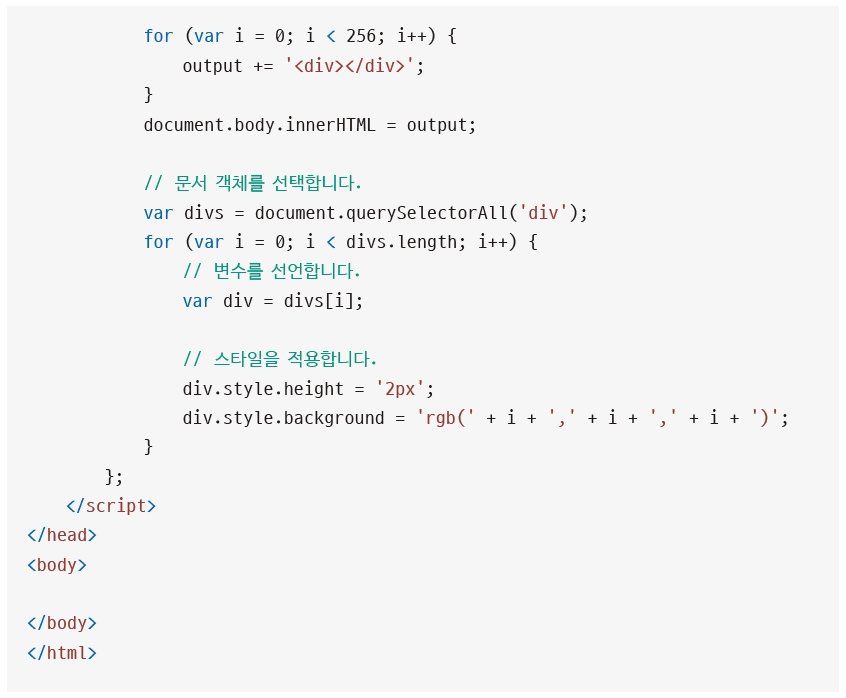 for (var i = 0; i < 256; i++) {
output += '<div></div>';
}
document.body.innerHTML = output;
// 문서 객체를 선택합니다.
var divs = document.querySelectorAll('div');
for (var i = 0; i < divs.length; i++) {
// 변수를 선언합니다.
var div = divs[i];
// 스타일을 적용합니다.
div.style.height = '2px';
div.style.background = 'rgb(' + i + ',' + i + ',' + i + ')';
}
};
</script>
</head>
<body>
</body>
</html>